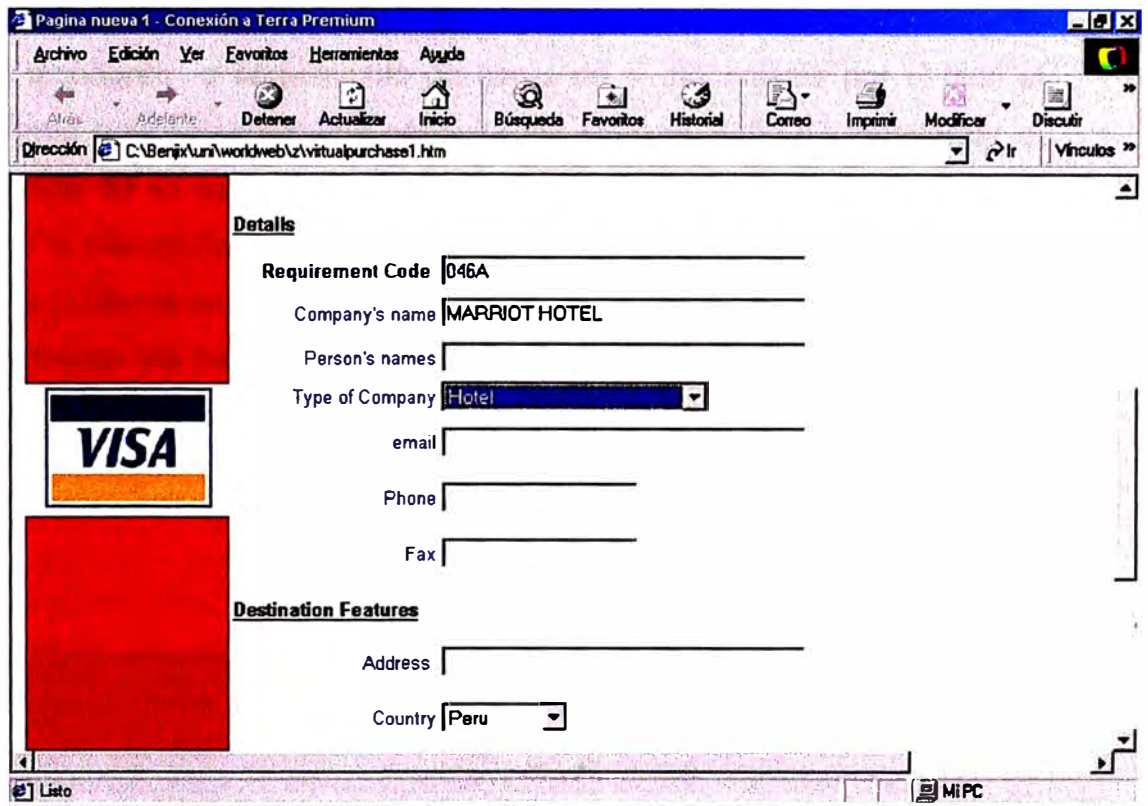 Pagina nueva 1 - Conexión a Terra Premium
Archivo Edición Ver Favoritos Herramientas Ayuda
Atrás Adelante Detener Actualizar Inicio Búsqueda Favoritos Historial Correo Imprimir Modificar Discutir
Dirección C:\Benjix\uni\worldweb\z\virtualpurchase1.htm Ir Vínculos
Details
Requirement Code 046A
Company's name MARRIOT HOTEL
Person's names
Type of Company Hotel
VISA
email
Phone
Fax
Destination Features
Address
Country Peru
Listo Mi PC